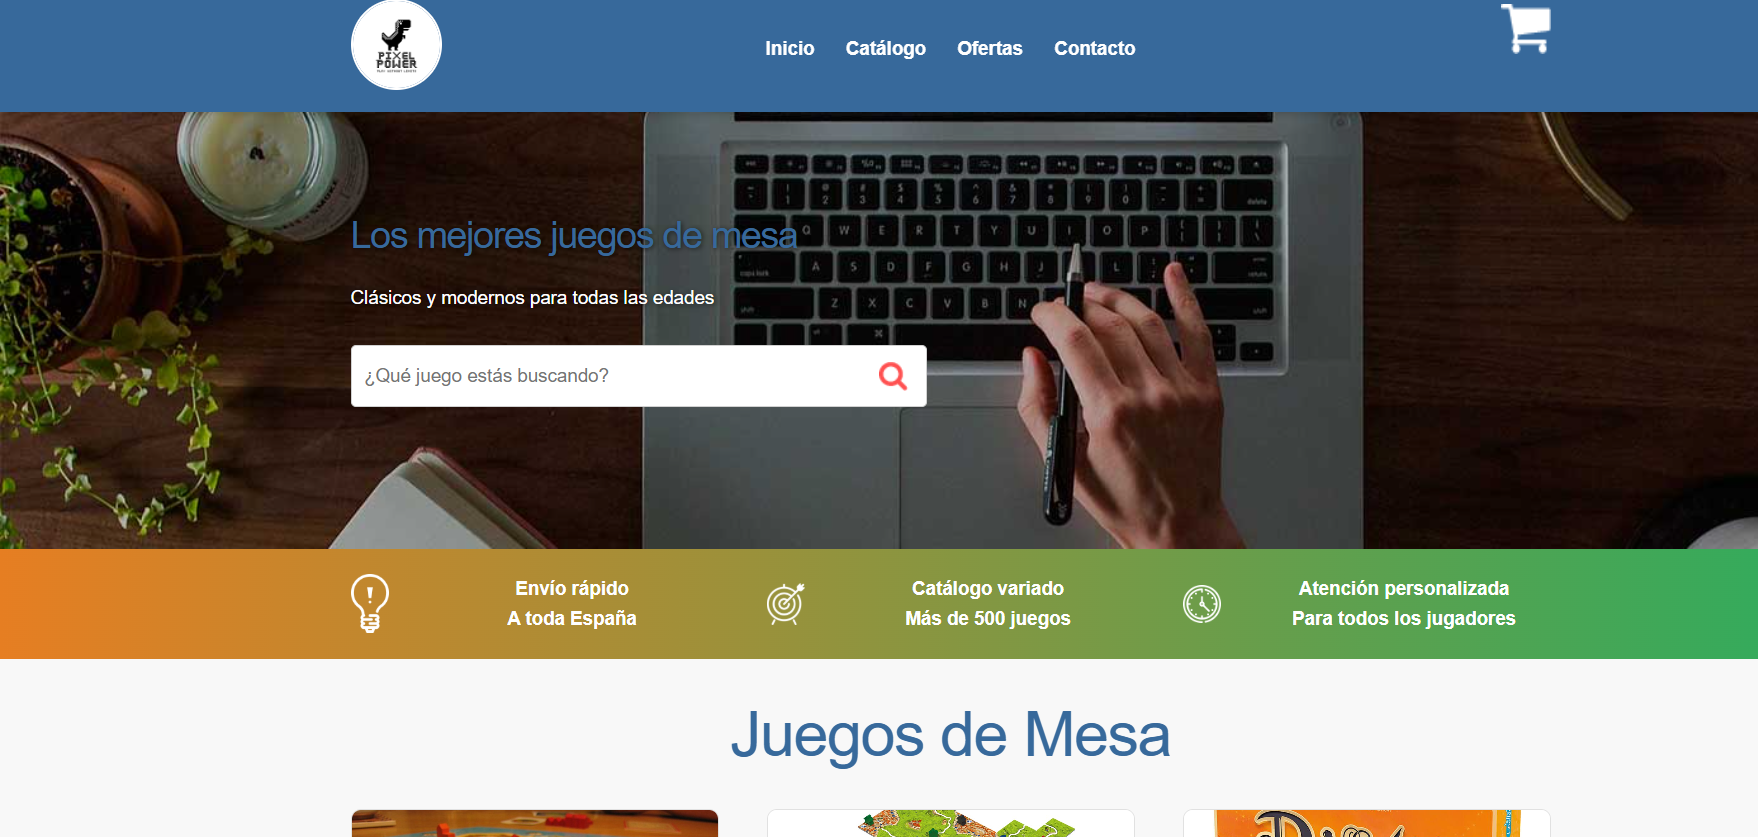 PIXEL
POWER
Inicio Catálogo Ofertas Contacto
Los mejores juegos de mesa
Clásicos y modernos para todas las edades
¿Qué juego estás buscando?
Envío rápido
A toda España
Catálogo variado
Más de 500 juegos
Atención personalizada
Para todos los jugadores
Juegos de Mesa